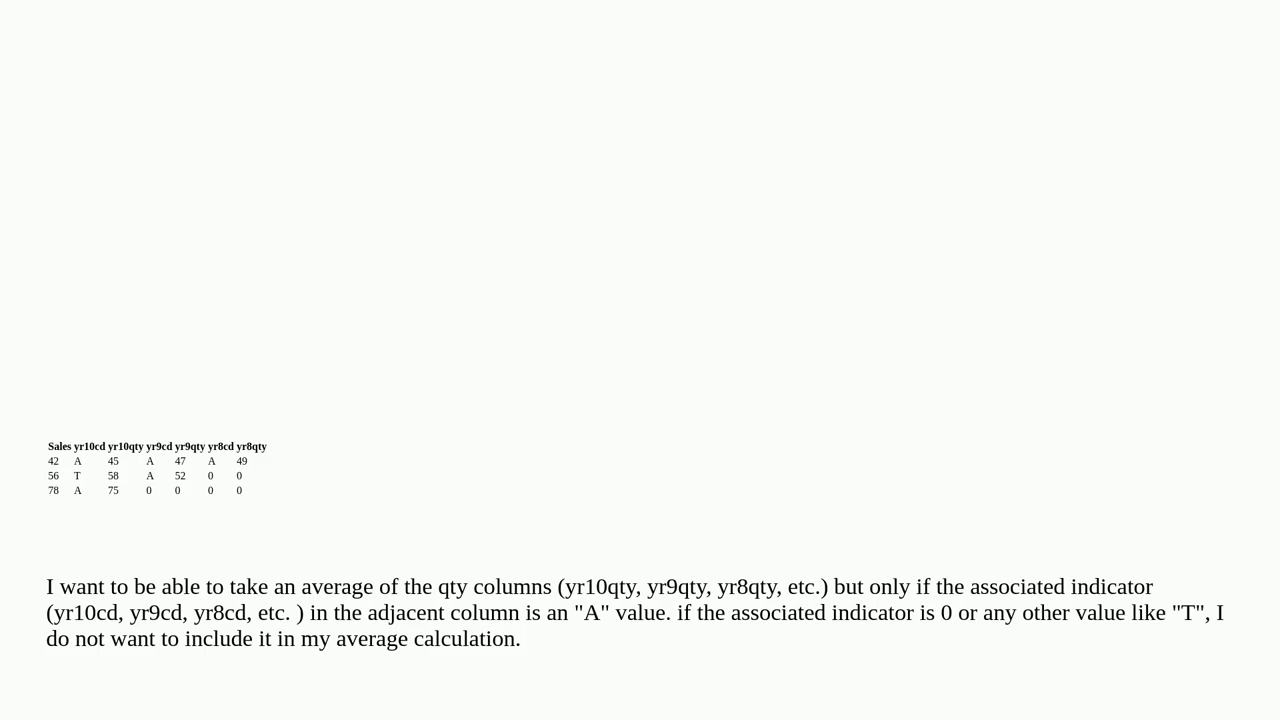 Sales yr10cd yr10qty yr9cd yr9qty yr8cd yr8qty
42 A 45 A 47 A 49
56 T 58 A 52 0 0
78 A 75 0 0 0 0
I want to be able to take an average of the qty columns (yr10qty, yr9qty, yr8qty, etc.) but only if the associated indicator
(yr10cd, yr9cd, yr8cd, etc. ) in the adjacent column is an "A" value. if the associated indicator is 0 or any other value like "T", I
do not want to include it in my average calculation.